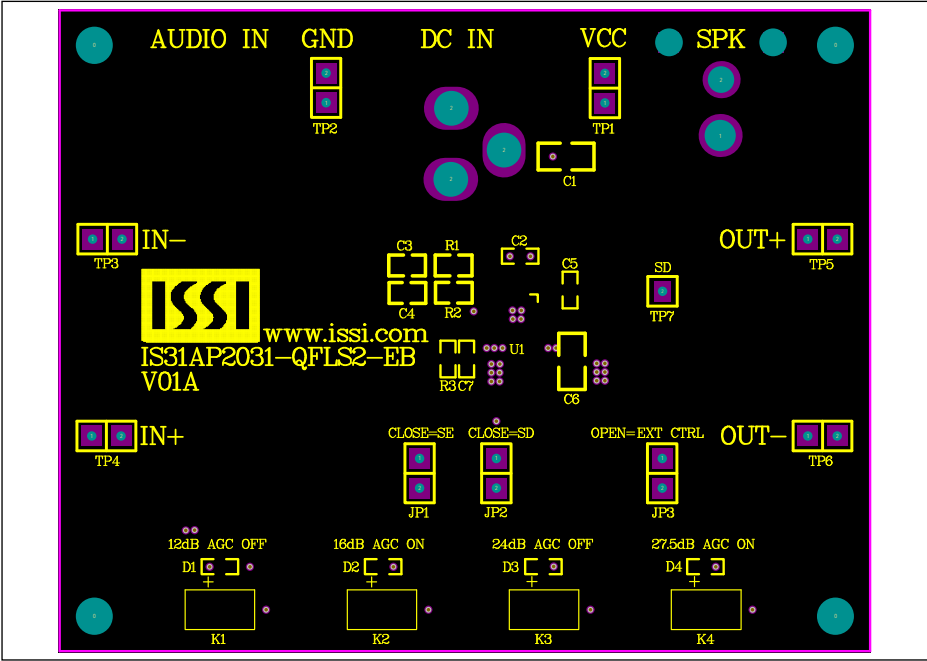 AUDIO IN GND DC IN VCC SPK
TP2 TP1
C1
IN- OUT+
TP3 TP5
C3 R1 C2 C5 SD
C4 R2 TP7
ISSI
www.issi.com
IS31AP2031-QFLS2-EB
V01A
U1
R3 C7 C6
IN+ OUT-
TP4 TP6
CLOSE=SE CLOSE=SD OPEN=EXT CTRL
JP1 JP2 JP3
12dB AGC OFF 16dB AGC ON 24dB AGC OFF 27.5dB AGC ON
D1 D2 D3 D4
+ + + +
K1 K2 K3 K4